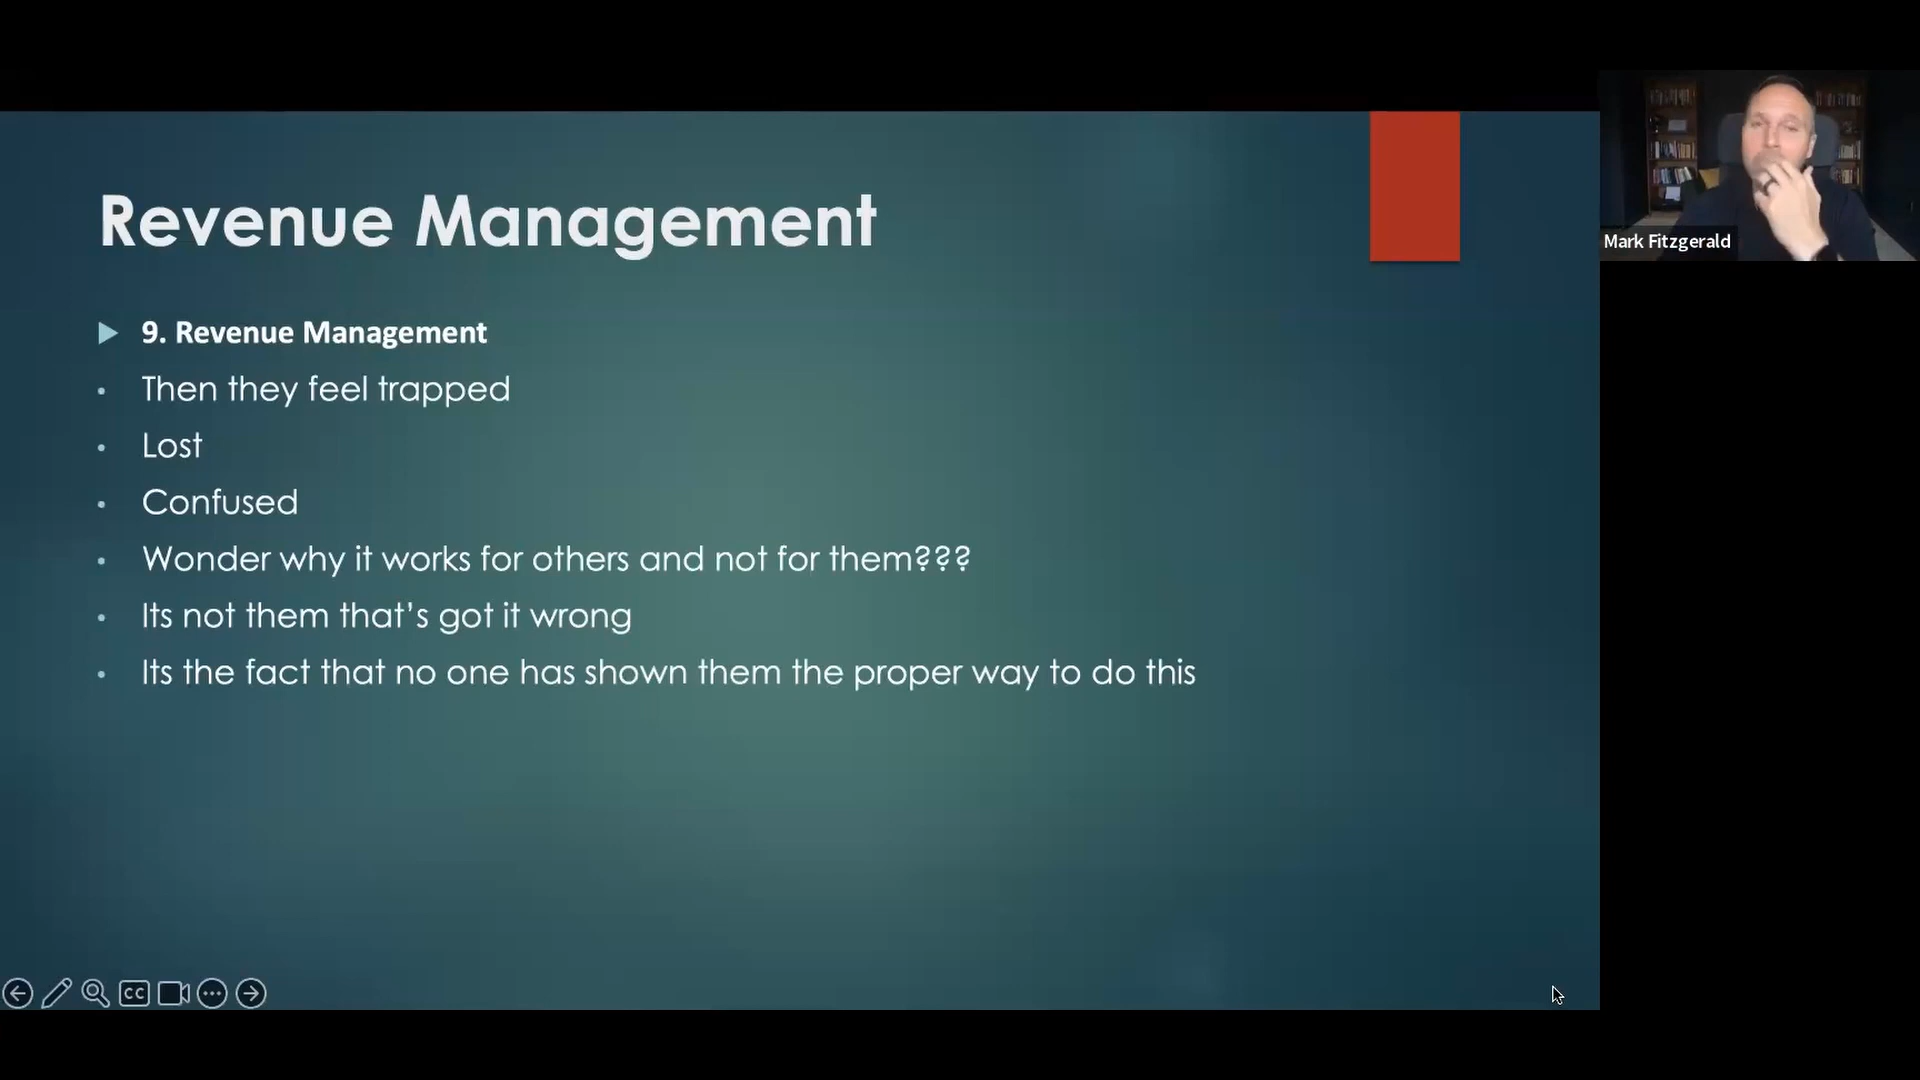 Revenue Management
9. Revenue Management
Then they feel trapped
Lost
Confused
Wonder why it works for others and not for them???
Its not them that’s got it wrong
Its the fact that no one has shown them the proper way to do this
Mark Fitzgerald
CC